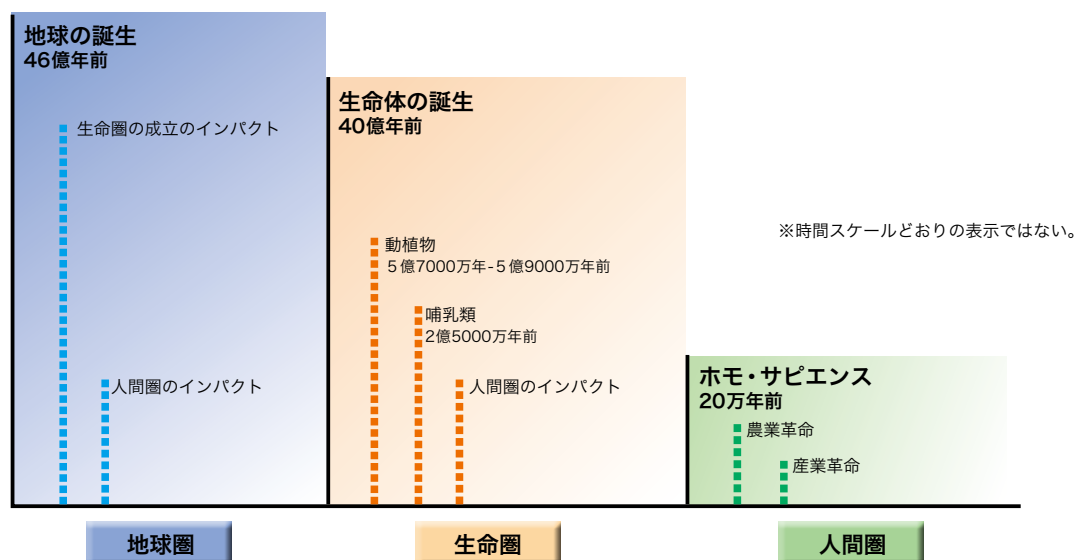 地球の誕生
46億年前
生命圏の成立のインパクト
人間圏のインパクト
生命体の誕生
40億年前
動植物
5億7000万年-5億9000万年前
哺乳類
2億5000万年前
人間圏のインパクト
※時間スケールどおりの表示ではない。
ホモ・サピエンス
20万年前
農業革命
産業革命
地球圏
生命圏
人間圏